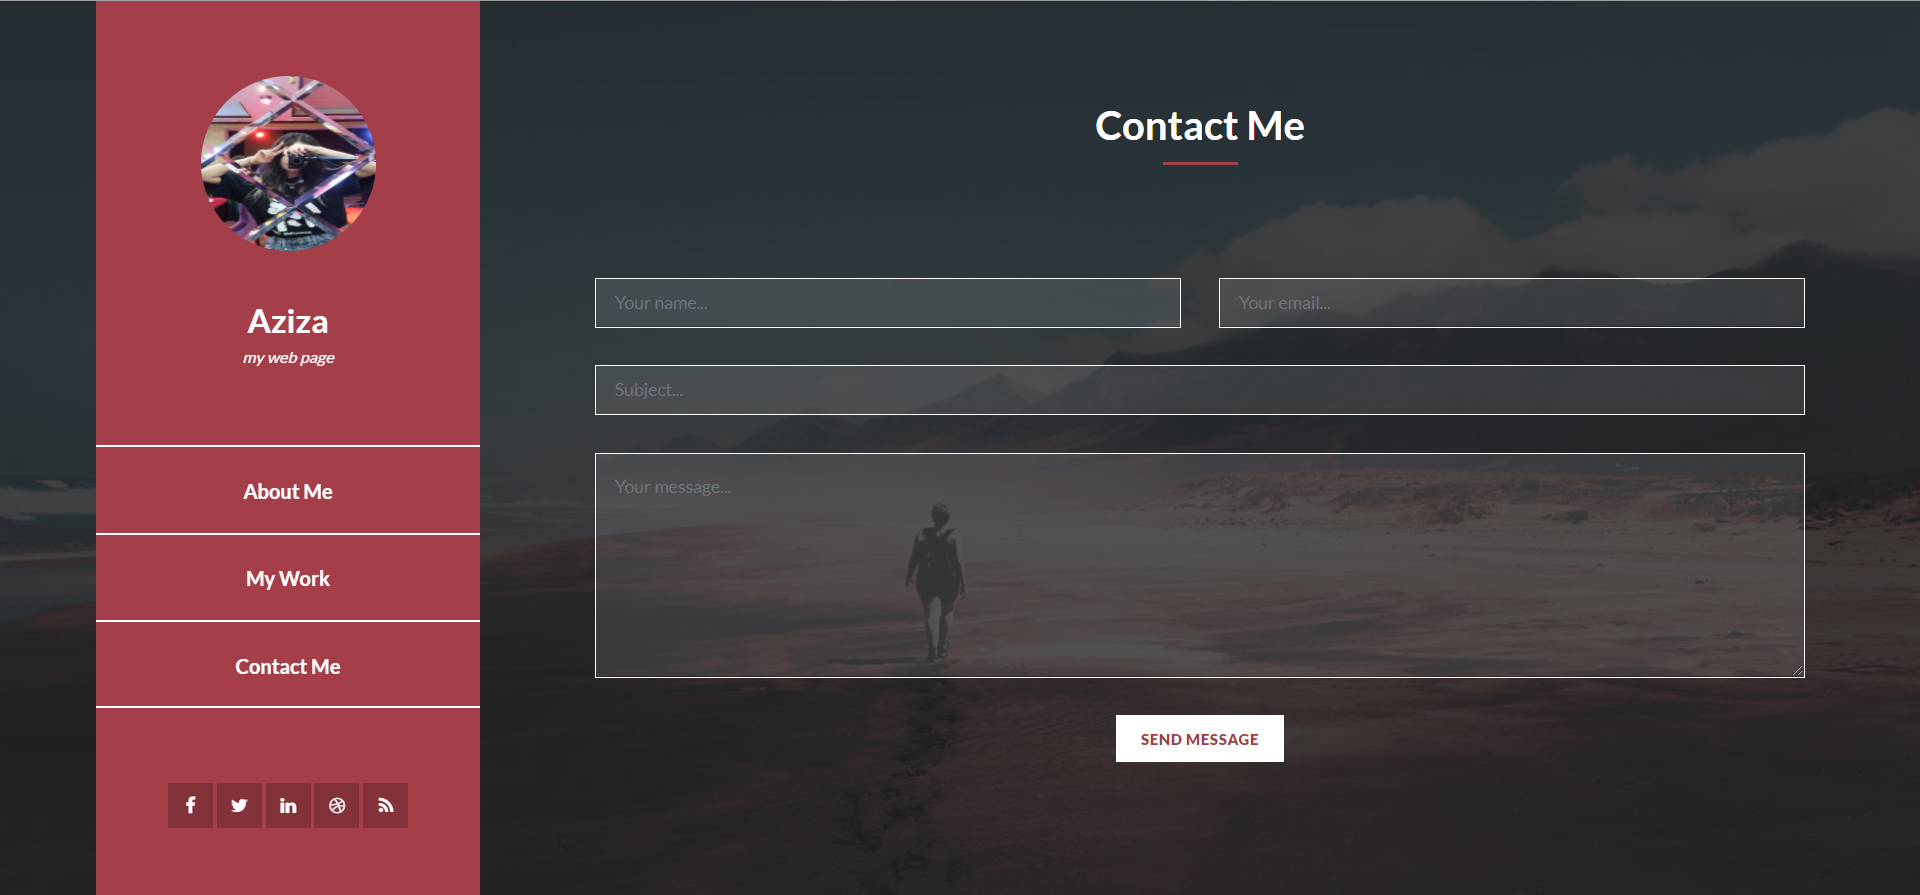 Aziza
my web page
About Me
My Work
Contact Me
Contact Me
Your name...
Your email...
Subject...
Your message...
SEND MESSAGE